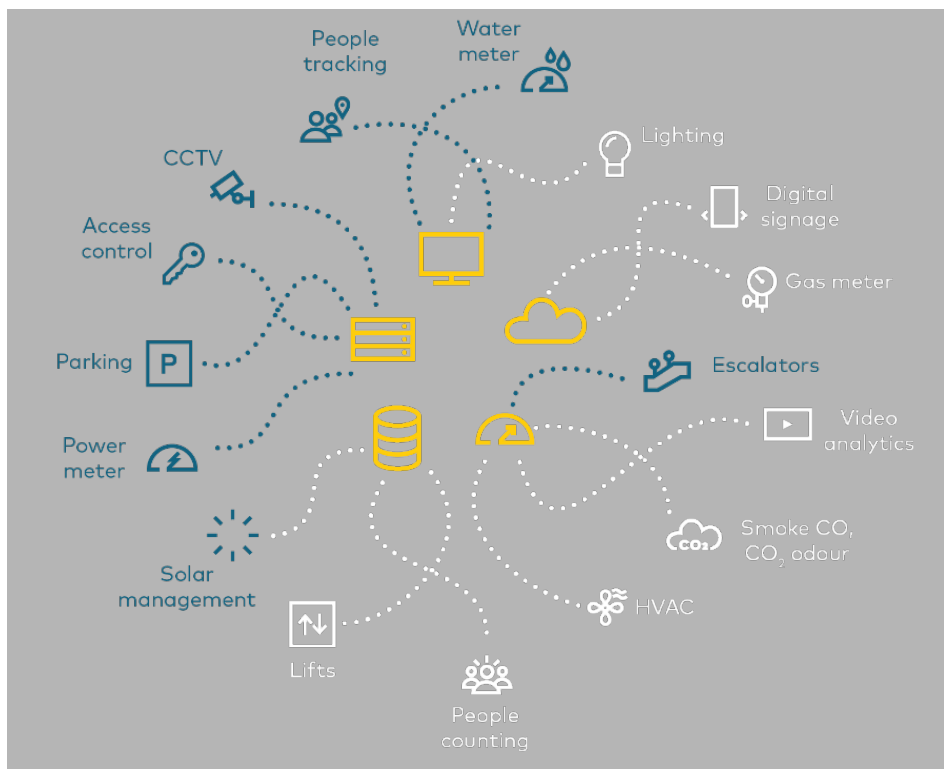 People
tracking
Water
meter
Lighting
CCTV
Digital
signage
Access
control
Gas meter
Parking
P
Escalators
Video
analytics
Power
meter
Smoke CO,
CO₂ odour
CO₂
Solar
management
HVAC
Lifts
People
counting